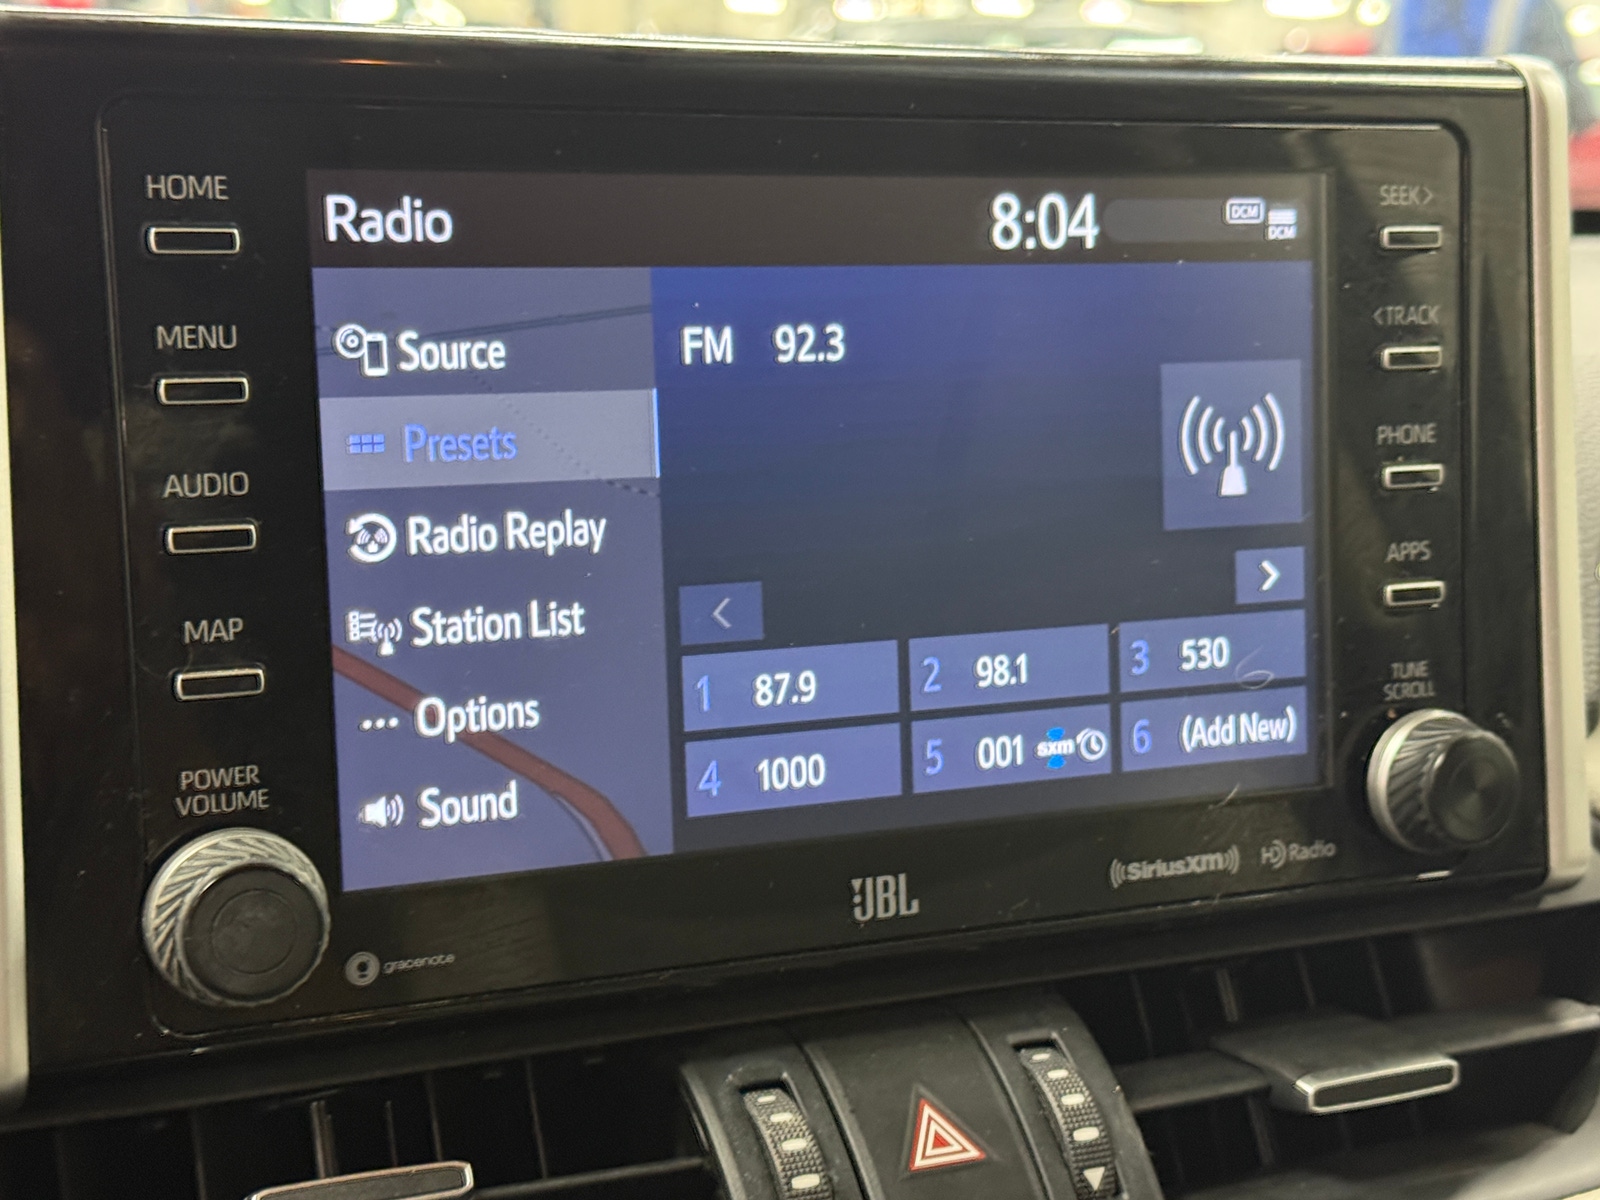 HOME
MENU
AUDIO
MAP
POWER
VOLUME
Radio
8:04
DCM
DCM
Source
Presets
Radio Replay
Station List
Options
Sound
FM 92.3
<
>
1 87.9
2 98.1
3 530
4 1000
5 001 sxm
6 (Add New)
SEEK >
< TRACK
PHONE
APPS
TUNE
SCROLL
gracenote
JBL
((SiriusXM))
HD Radio